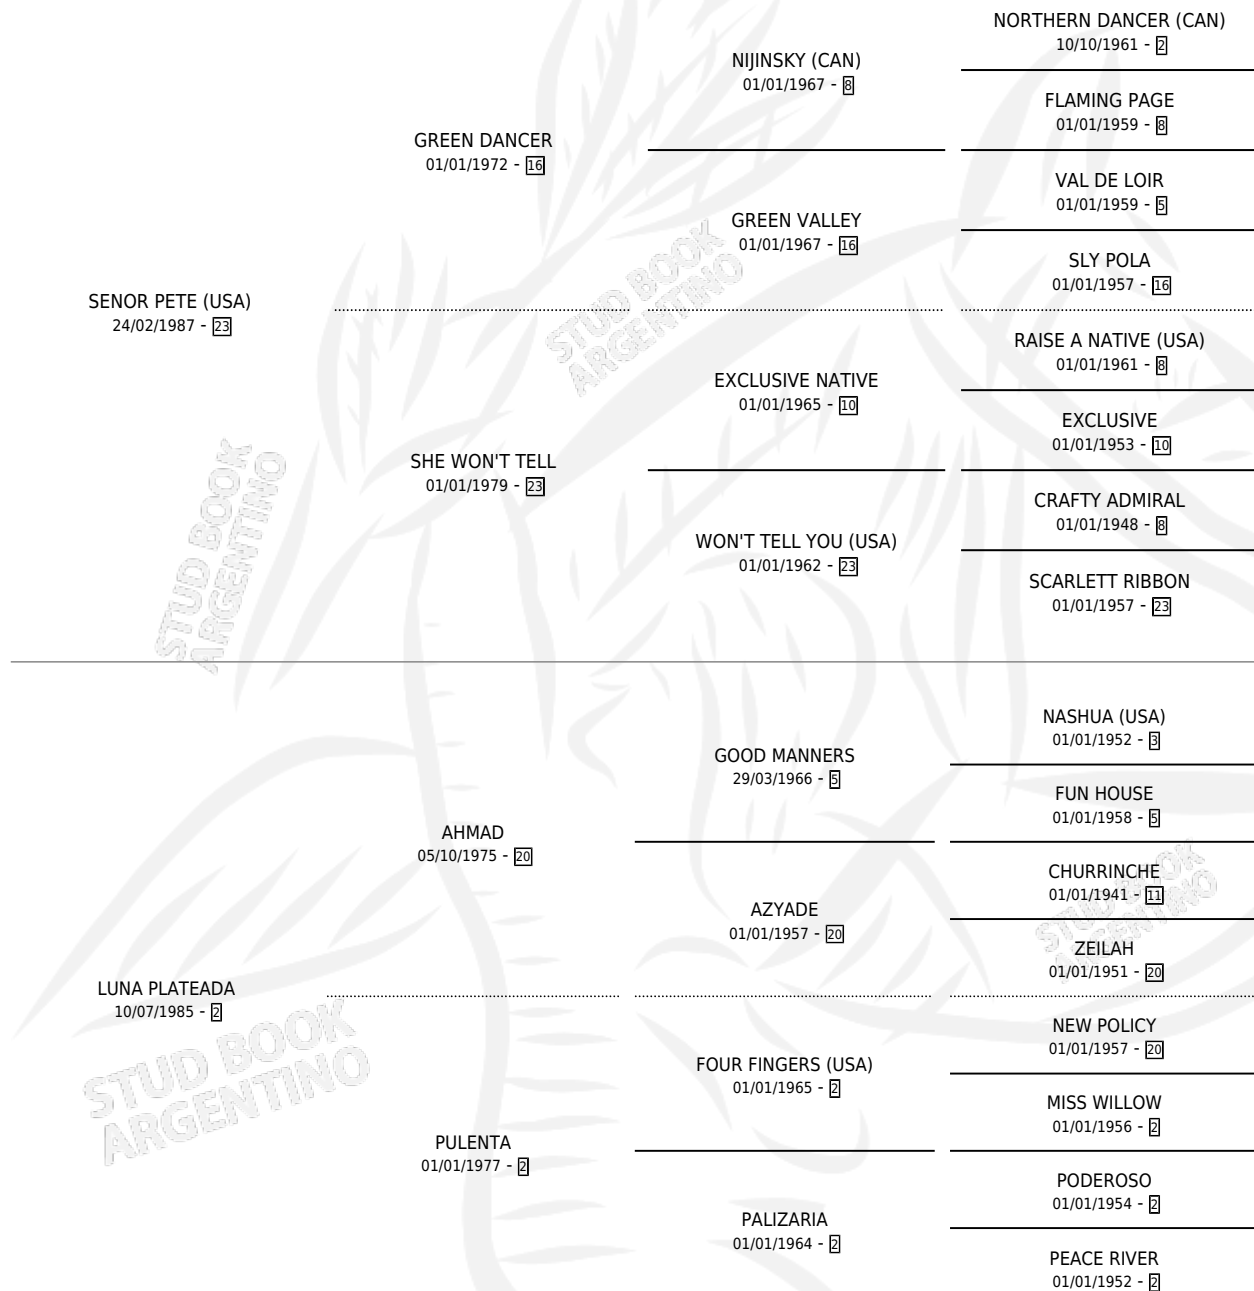 NORTHERN DANCER (CAN)
10/10/1961 - 2
NIJINSKY (CAN)
01/01/1967 - 8
FLAMING PAGE
01/01/1959 - 8
GREEN DANCER
01/01/1972 - 16
VAL DE LOIR
01/01/1959 - 5
GREEN VALLEY
01/01/1967 - 16
SLY POLA
01/01/1957 - 16
SENOR PETE (USA)
24/02/1987 - 23
RAISE A NATIVE (USA)
01/01/1961 - 8
EXCLUSIVE NATIVE
01/01/1965 - 10
EXCLUSIVE
01/01/1953 - 10
SHE WON'T TELL
01/01/1979 - 23
CRAFTY ADMIRAL
01/01/1948 - 8
WON'T TELL YOU (USA)
01/01/1962 - 23
SCARLETT RIBBON
01/01/1957 - 23
NASHUA (USA)
01/01/1952 - 3
GOOD MANNERS
29/03/1966 - 5
FUN HOUSE
01/01/1958 - 5
AHMAD
05/10/1975 - 20
CHURRINCHE
01/01/1941 - 11
AZYADE
01/01/1957 - 20
ZEILAH
01/01/1951 - 20
LUNA PLATEADA
10/07/1985 - 2
NEW POLICY
01/01/1957 - 20
FOUR FINGERS (USA)
01/01/1965 - 2
MISS WILLOW
01/01/1956 - 2
PULENTA
01/01/1977 - 2
PODEROSO
01/01/1954 - 2
PALIZARIA
01/01/1964 - 2
PEACE RIVER
01/01/1952 - 2
STUD BOOK
ARGENTINO
STUD BOOK
ARGENTINO
STUD BOOK
ARGENTINO
STUD BOOK
ARGENTINO